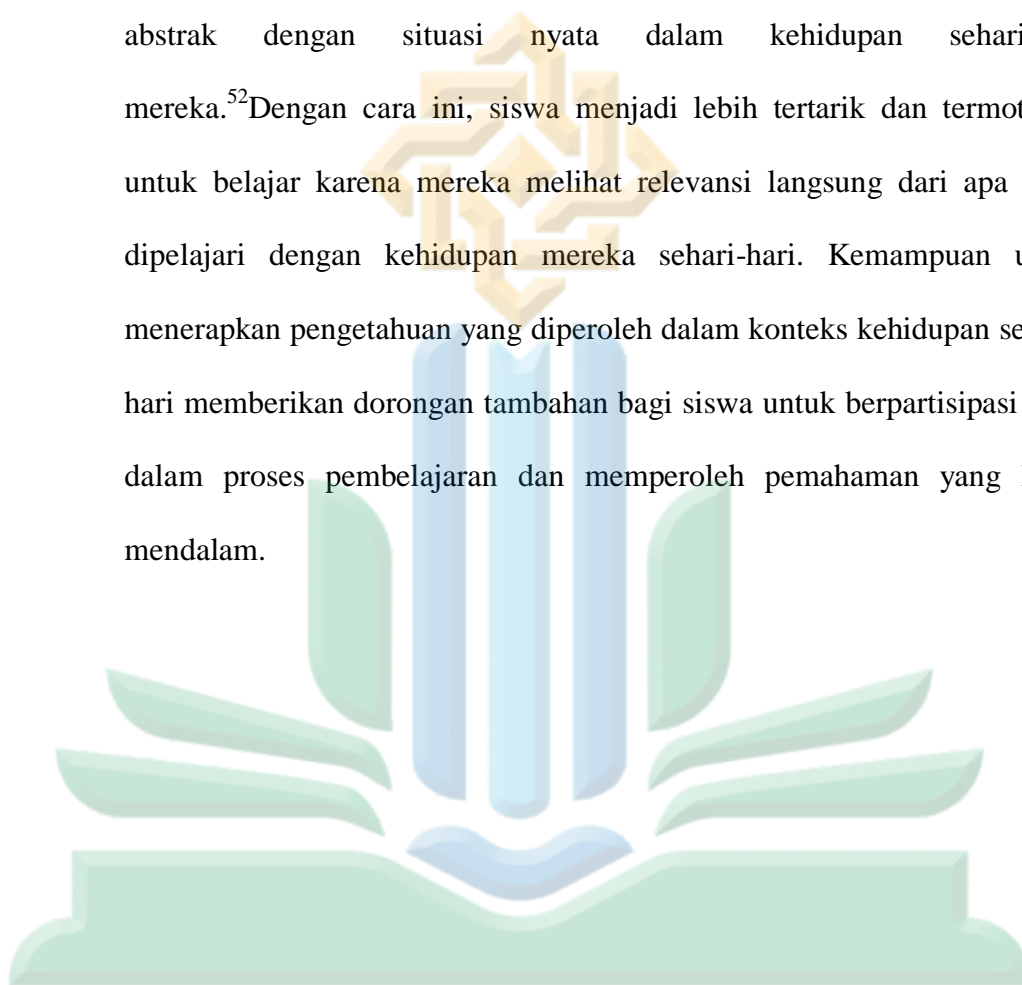 abstrak dengan situasi nyata dalam kehidupan sehari
mereka.52Dengan cara ini, siswa menjadi lebih tertarik dan termot
untuk belajar karena mereka melihat relevansi langsung dari apa
dipelajari dengan kehidupan mereka sehari-hari. Kemampuan u
menerapkan pengetahuan yang diperoleh dalam konteks kehidupan se
hari memberikan dorongan tambahan bagi siswa untuk berpartisipasi
dalam proses pembelajaran dan memperoleh pemahaman yang
mendalam.